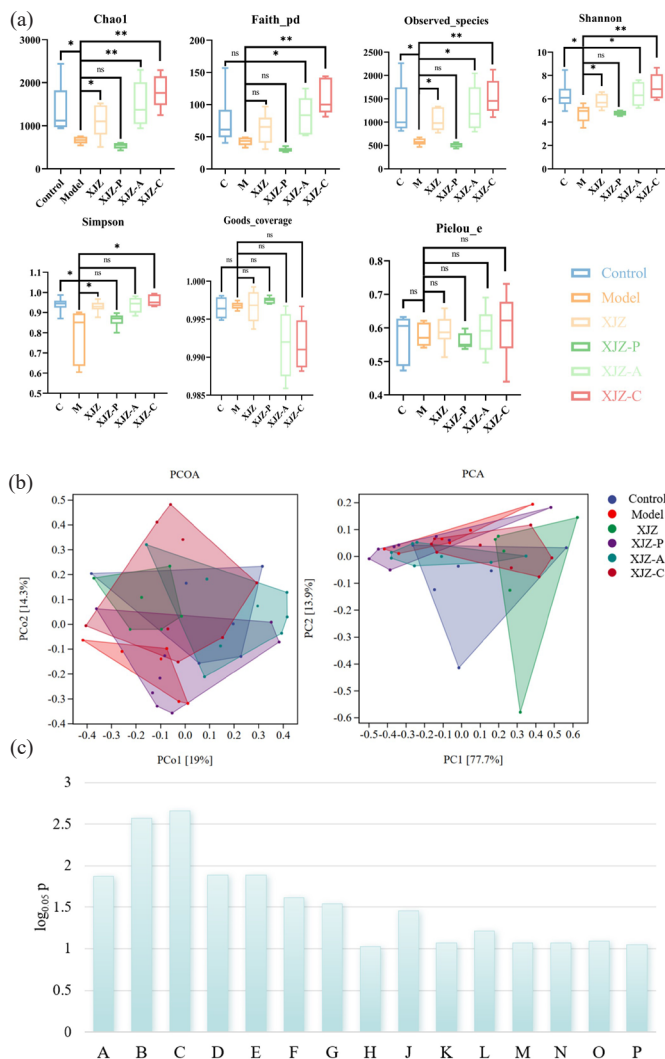 (a)
Chao1
Faith_pd
Observed_species
Shannon
* * ns ** **
ns ns ns * **
* * ns * **
* * ns * **
3000
2000
1000
0
Control Model XJZ XJZ-P XJZ-A XJZ-C
200
150
100
50
0
C M XJZ XJZ-P XJZ-A XJZ-C
2500
2000
1500
1000
500
0
C M XJZ XJZ-P XJZ-A XJZ-C
10
8
6
4
2
0
C M XJZ XJZ-P XJZ-A XJZ-C
Simpson
Goods_coverage
Pielou_e
* * ns ns *
ns ns ns ns ns
ns ns ns ns ns
1.1
1.0
0.9
0.8
0.7
0.6
0.5
C M XJZ XJZ-P XJZ-A XJZ-C
1.000
0.995
0.990
0.985
C M XJZ XJZ-P XJZ-A XJZ-C
0.8
0.7
0.6
0.5
0.4
C M XJZ XJZ-P XJZ-A XJZ-C
Control
Model
XJZ
XJZ-P
XJZ-A
XJZ-C
(b)
PCOA
PCo2 [14.3%]
0.5
0.4
0.3
0.2
0.1
0.0
-0.1
-0.2
-0.3
-0.4
-0.4 -0.3 -0.2 -0.1 0.0 0.1 0.2 0.3 0.4
PCo1 [19%]
PCA
PC2 [13.9%]
0.2
0.1
0.0
-0.1
-0.2
-0.3
-0.4
-0.5
-0.6
-0.5 -0.4 -0.3 -0.2 -0.1 0.0 0.1 0.2 0.3 0.4 0.5 0.6
PC1 [77.7%]
Control
Model
XJZ
XJZ-P
XJZ-A
XJZ-C
(c)
log0.05 p
3
2.5
2
1.5
1
0.5
0
A B C D E F G H J K L M N O P